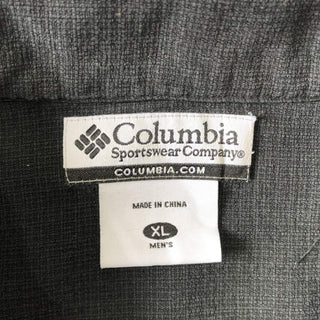 Columbia
Sportswear Company®
COLUMBIA.COM
MADE IN CHINA
XL
MEN'S